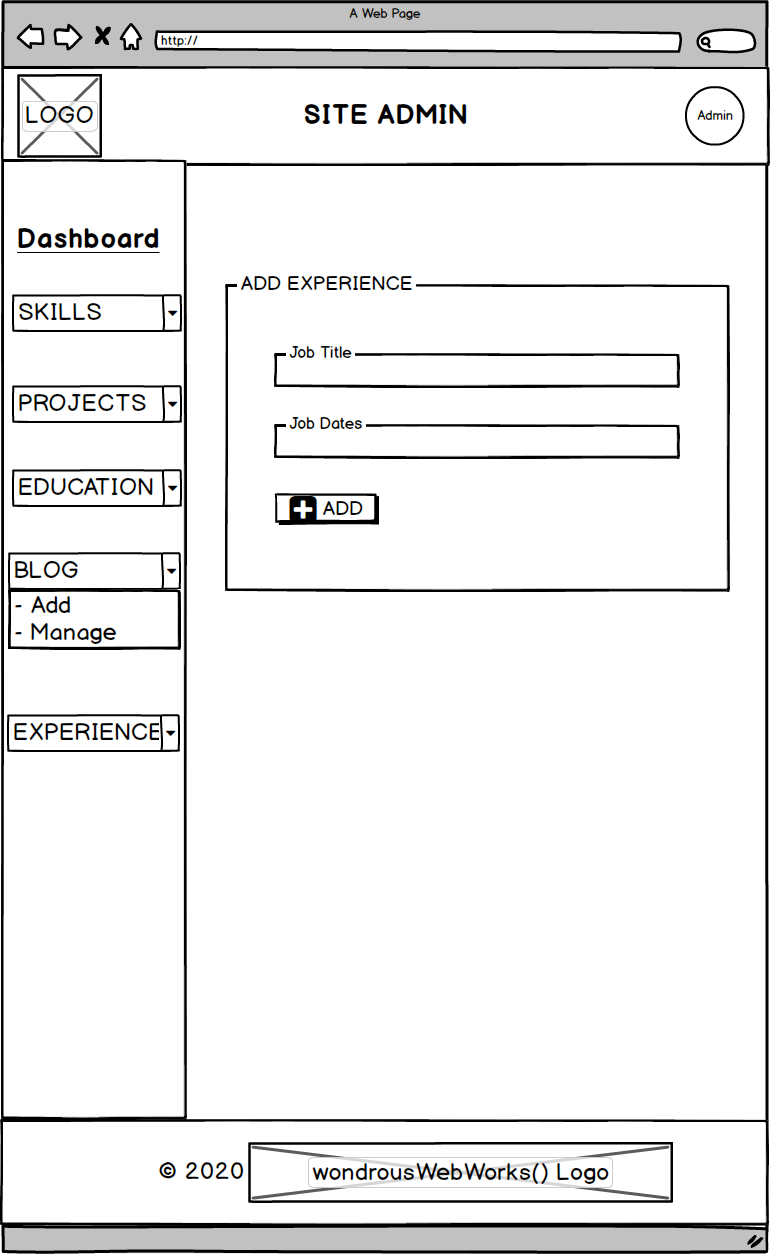 A Web Page
http://
LOGO
SITE ADMIN
Admin
Dashboard
SKILLS
PROJECTS
EDUCATION
BLOG
- Add
- Manage
EXPERIENCE
ADD EXPERIENCE
Job Title
Job Dates
ADD
© 2020
wondrousWebWorks() Logo